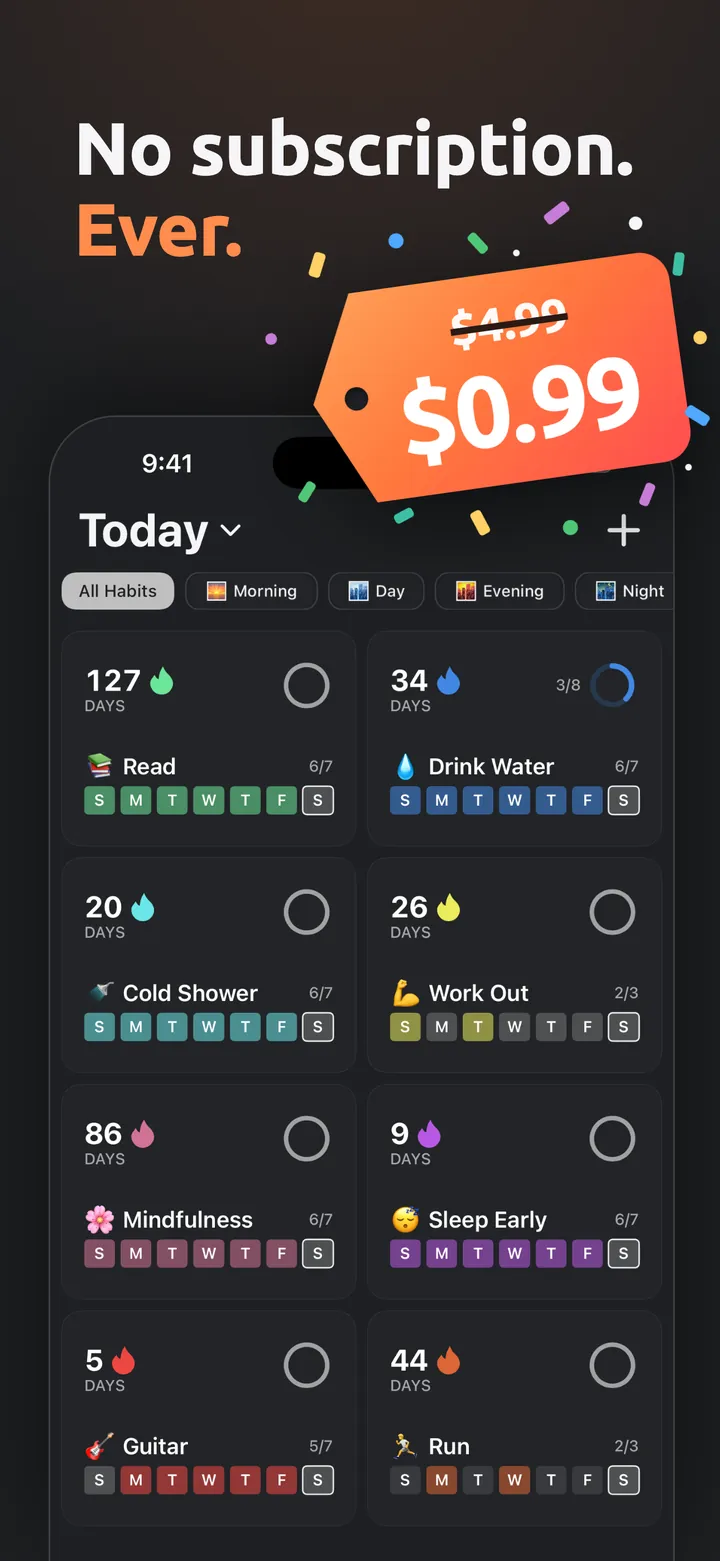 No subscription.
Ever.
$4.99
$0.99
9:41
Today
All Habits Morning Day Evening Night
127 34 3/8
DAYS DAYS
Read 6/7 Drink Water 6/7
S M T W T F S S M T W T F S
20 26
DAYS DAYS
Cold Shower 6/7 Work Out 2/3
S M T W T F S S M T W T F S
86 9
DAYS DAYS
Mindfulness 6/7 Sleep Early 6/7
S M T W T F S S M T W T F S
5 44
DAYS DAYS
Guitar 5/7 Run 2/3
S M T W T F S S M T W T F S